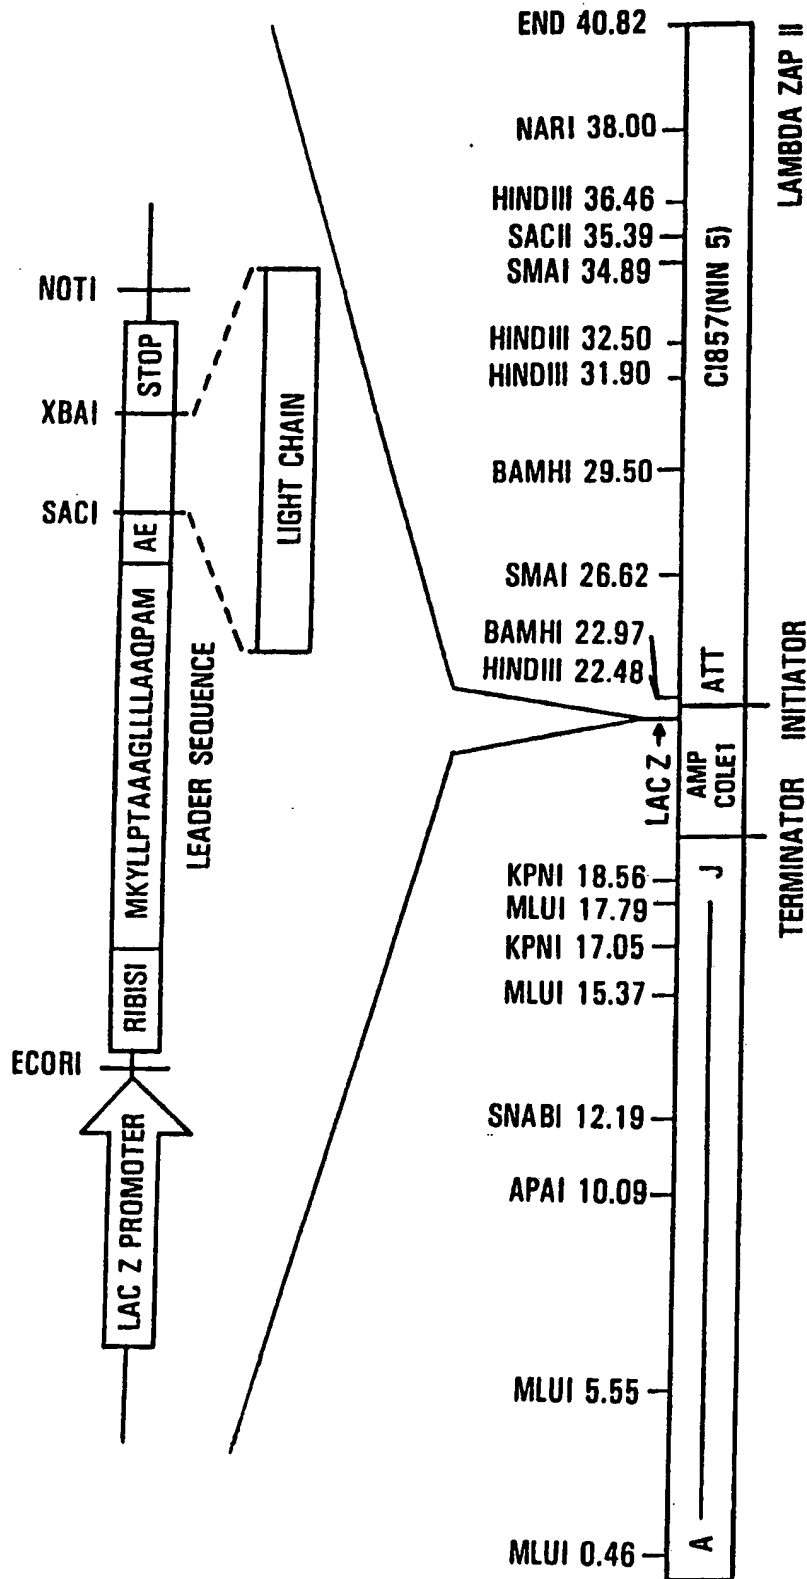 NOTI
XBAI
SACI
ECORI
STOP
AE
MKYLLPTAAAGLLLLAAQPAM
RIBISI
LAC Z PROMOTER
LEADER SEQUENCE
LIGHT CHAIN
END 40.82
NARI 38.00
HINDIII 36.46
SACII 35.39
SMAI 34.89
HINDIII 32.50
HINDIII 31.90
BAMHI 29.50
SMAI 26.62
BAMHI 22.97
HINDIII 22.48
LAC Z
KPNI 18.56
MLUI 17.79
KPNI 17.05
MLUI 15.37
SNABI 12.19
APAI 10.09
MLUI 5.55
MLUI 0.46
CI857(NIN 5)
ATT
AMP
COLE1
J
A
LAMBDA ZAP II
INITIATOR
TERMINATOR